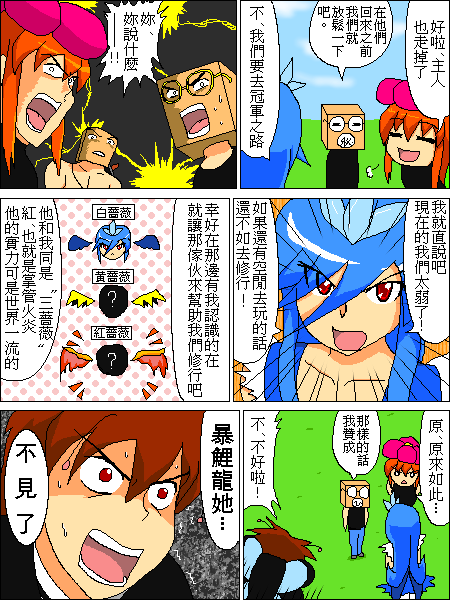 好啦、主人
也走掉了
在他們
回來之前
我們就
放鬆一下
吧。
不、我們要去冠軍之路
妳、
妳說什麼
──!!
我就直說吧
現在的我們太弱了!
如果還有空閒去玩的話
還不如去修行!
幸好在那邊有我認識的在
就讓那傢伙來幫助我們修行吧
白薔薇
黃薔薇
?
紅薔薇
?
他和我同是〝三薔薇〞
紅,也就是掌管火炎
他的實力可是世界一流的
原、原來如此…
那樣的話
我贊成
不、不好啦!
暴鯉龍她…
不見了